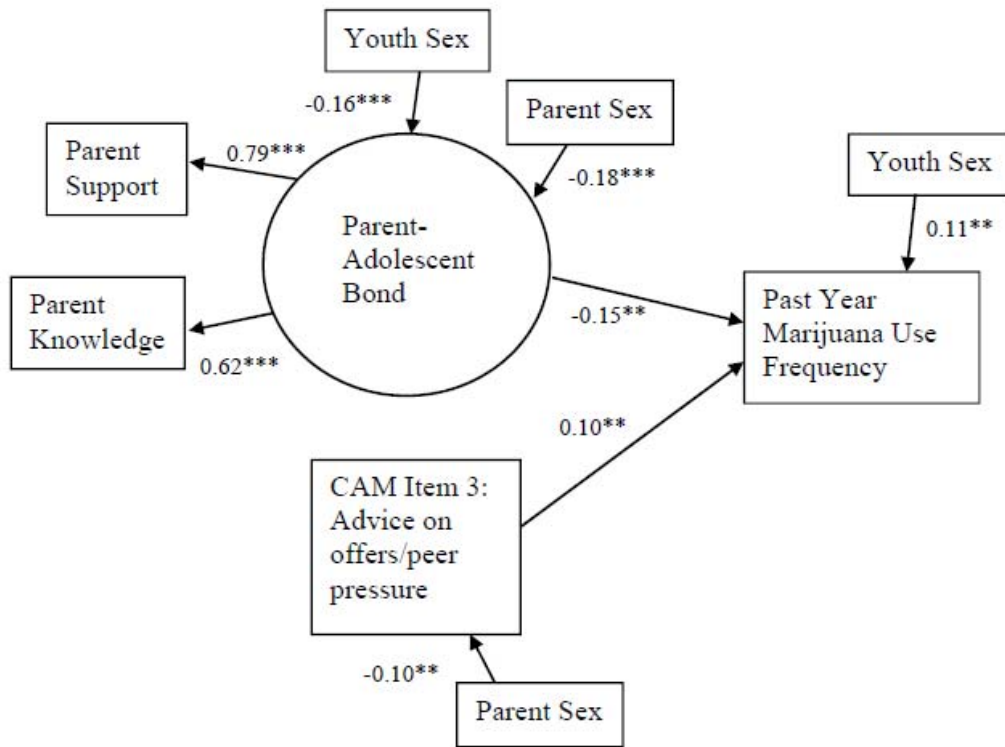 Youth Sex
-0.16***
Parent Sex
-0.18***
Parent
Support
0.79***
Youth Sex
0.11**
Parent-
Adolescent
Bond
Parent
Knowledge
0.62***
-0.15**
Past Year
Marijuana Use
Frequency
0.10**
CAM Item 3:
Advice on
offers/peer
pressure
-0.10**
Parent Sex